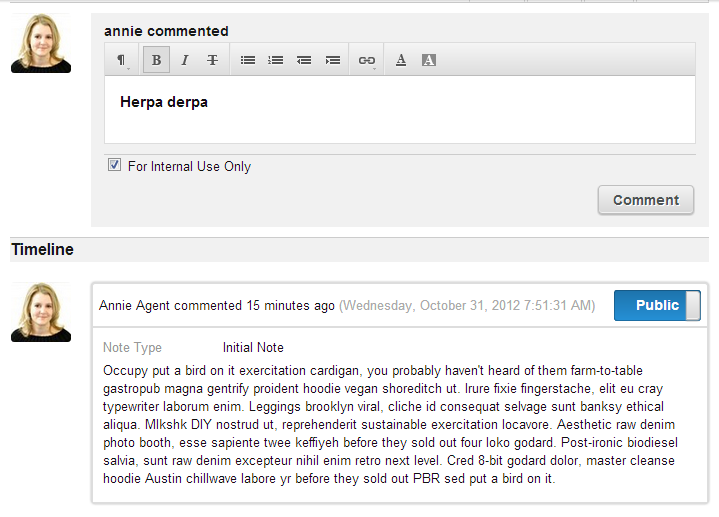 annie commented
¶ B I T A A
Herpa derpa
For Internal Use Only
Comment
Timeline
Annie Agent commented 15 minutes ago (Wednesday, October 31, 2012 7:51:31 AM) Public
Note Type Initial Note
Occupy put a bird on it exercitation cardigan, you probably haven't heard of them farm-to-table
gastropub magna gentrify proident hoodie vegan shoreditch ut. Irure fixie fingerstache, elit eu cray
typewriter laborum enim. Leggings brooklyn viral, cliche id consequat selvage sunt banksy ethical
aliqua. Mlkshk DIY nostrud ut, reprehenderit sustainable exercitation locavore. Aesthetic raw denim
photo booth, esse sapiente twee keffiyeh before they sold out four loko godard. Post-ironic biodiesel
salvia, sunt raw denim excepteur nihil enim retro next level. Cred 8-bit godard dolor, master cleanse
hoodie Austin chillwave labore yr before they sold out PBR sed put a bird on it.